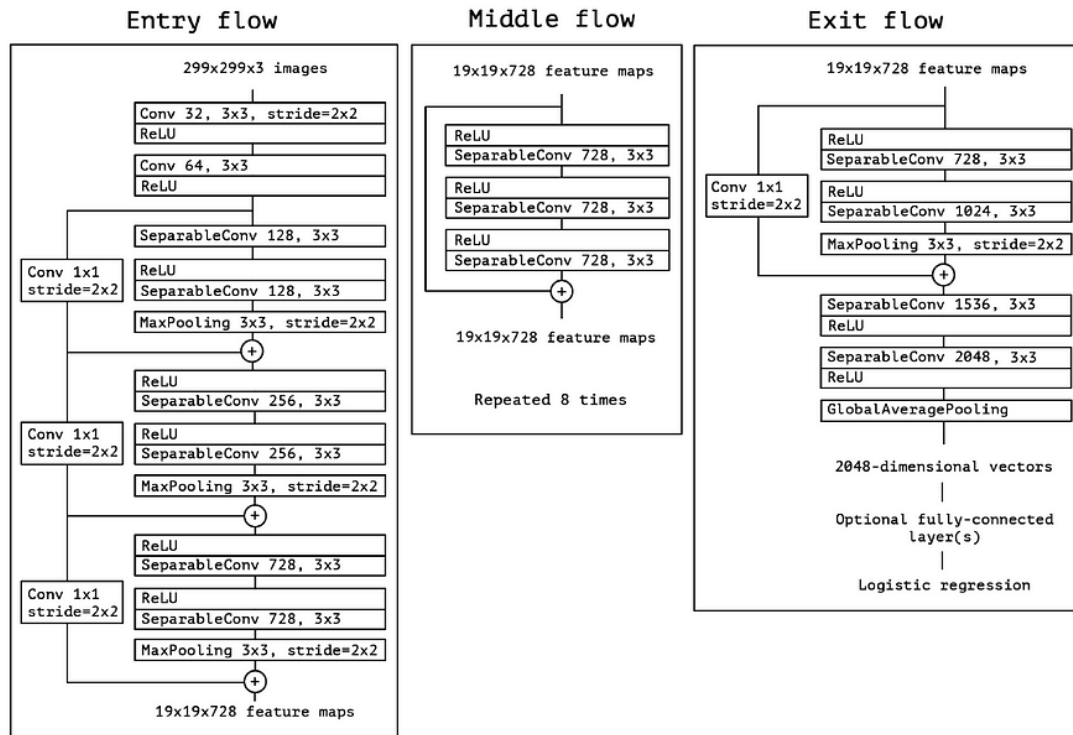 Entry flow
299x299x3 images
Conv 32, 3x3, stride=2x2
ReLU
Conv 64, 3x3
ReLU
SeparableConv 128, 3x3
Conv 1x1
stride=2x2
ReLU
SeparableConv 128, 3x3
MaxPooling 3x3, stride=2x2
+
ReLU
SeparableConv 256, 3x3
Conv 1x1
stride=2x2
ReLU
SeparableConv 256, 3x3
MaxPooling 3x3, stride=2x2
+
ReLU
SeparableConv 728, 3x3
Conv 1x1
stride=2x2
ReLU
SeparableConv 728, 3x3
MaxPooling 3x3, stride=2x2
+
19x19x728 feature maps
Middle flow
19x19x728 feature maps
ReLU
SeparableConv 728, 3x3
ReLU
SeparableConv 728, 3x3
ReLU
SeparableConv 728, 3x3
+
19x19x728 feature maps
Repeated 8 times
Exit flow
19x19x728 feature maps
ReLU
SeparableConv 728, 3x3
Conv 1x1
stride=2x2
ReLU
SeparableConv 1024, 3x3
MaxPooling 3x3, stride=2x2
+
SeparableConv 1536, 3x3
ReLU
SeparableConv 2048, 3x3
ReLU
GlobalAveragePooling
2048-dimensional vectors
Optional fully-connected
layer(s)
Logistic regression